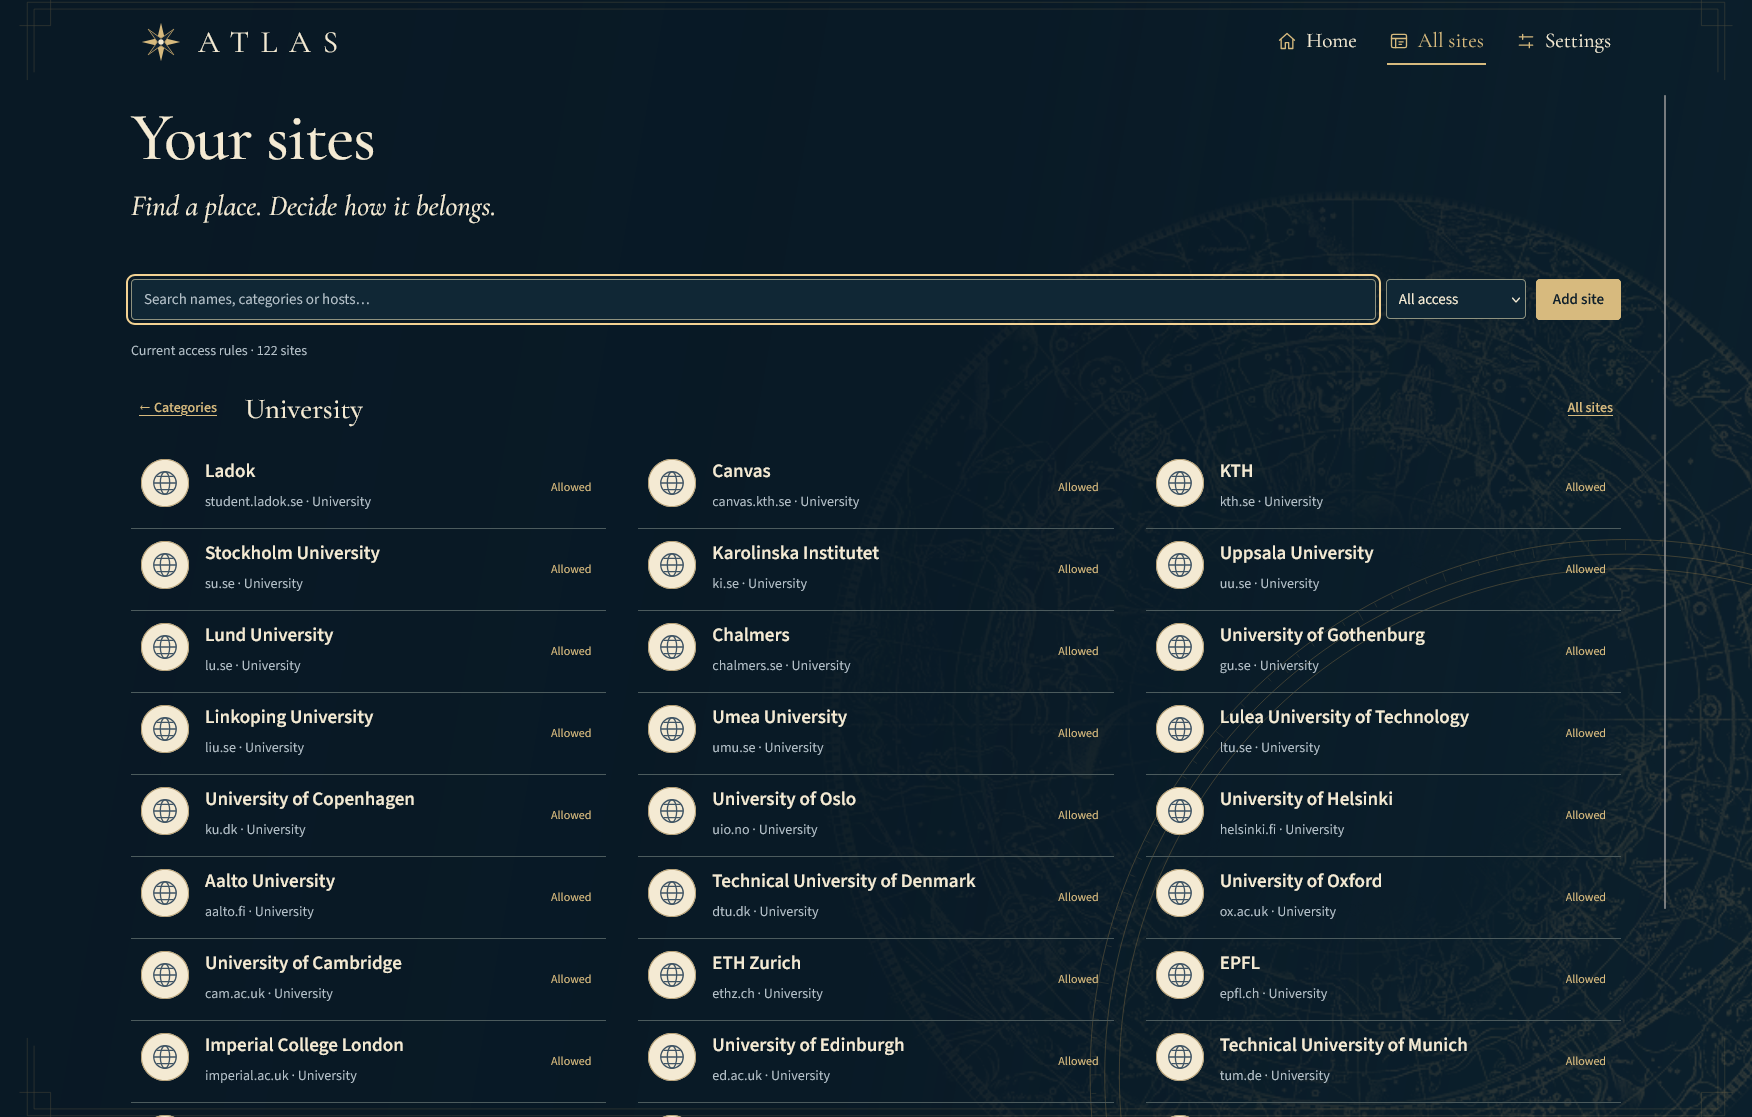 ATLAS
Home
All sites
Settings
Your sites
Find a place. Decide how it belongs.
Search names, categories or hosts…
All access
Add site
Current access rules · 122 sites
← Categories
University
All sites
Ladok
student.ladok.se · University
Allowed
Canvas
canvas.kth.se · University
Allowed
KTH
kth.se · University
Allowed
Stockholm University
su.se · University
Allowed
Karolinska Institutet
ki.se · University
Allowed
Uppsala University
uu.se · University
Allowed
Lund University
lu.se · University
Allowed
Chalmers
chalmers.se · University
Allowed
University of Gothenburg
gu.se · University
Allowed
Linkoping University
liu.se · University
Allowed
Umea University
umu.se · University
Allowed
Lulea University of Technology
ltu.se · University
Allowed
University of Copenhagen
ku.dk · University
Allowed
University of Oslo
uio.no · University
Allowed
University of Helsinki
helsinki.fi · University
Allowed
Aalto University
aalto.fi · University
Allowed
Technical University of Denmark
dtu.dk · University
Allowed
University of Oxford
ox.ac.uk · University
Allowed
University of Cambridge
cam.ac.uk · University
Allowed
ETH Zurich
ethz.ch · University
Allowed
EPFL
epfl.ch · University
Allowed
Imperial College London
imperial.ac.uk · University
Allowed
University of Edinburgh
ed.ac.uk · University
Allowed
Technical University of Munich
tum.de · University
Allowed